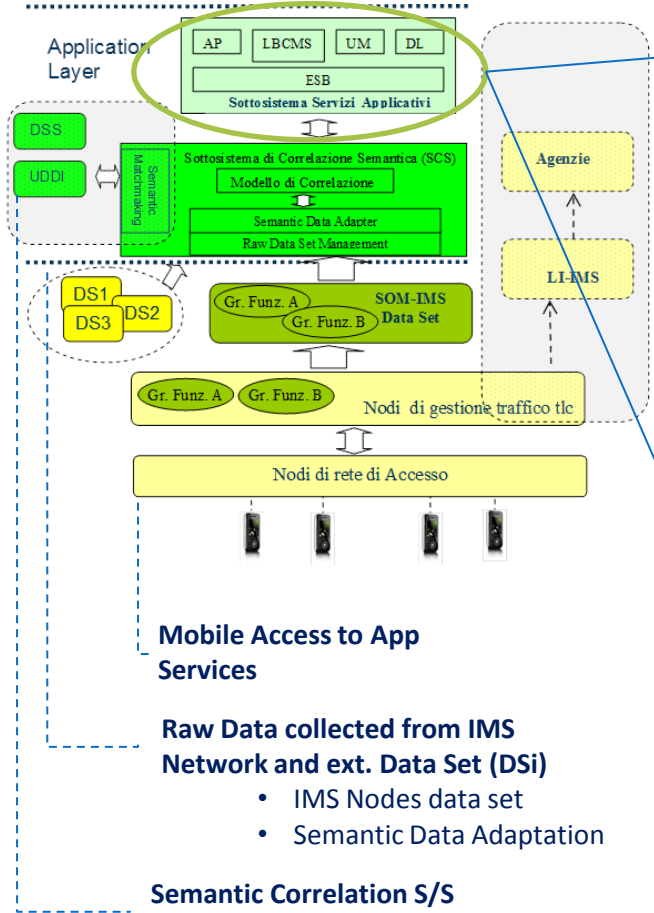 Application
Layer
AP
LBCMS
UM
DL
ESB
Sottosistema Servizi Applicativi
DSS
UDDI
Semantic
Matchmaking
Sottosistema di Correlazione Semantica (SCS)
Modello di Correlazione
Semantic Data Adapter
Raw Data Set Management
Agenzie
LI-IMS
DS1
DS2
DS3
Gr. Funz. A
Gr. Funz. B
SOM-IMS
Data Set
Gr. Funz. A
Gr. Funz. B
Nodi di gestione traffico tlc
Nodi di rete di Accesso
Mobile Access to App
Services
Raw Data collected from IMS
Network and ext. Data Set (DSi)
• IMS Nodes data set
• Semantic Data Adaptation
Semantic Correlation S/S